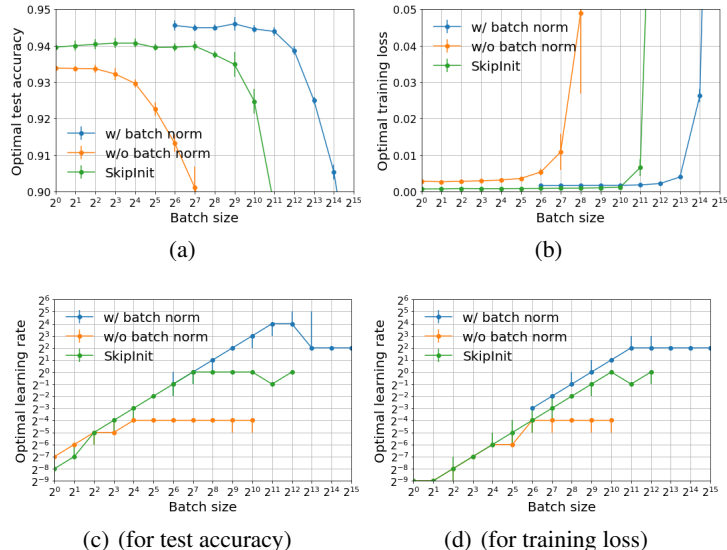 0.95
0.94
0.93
0.92
0.91
0.90
Optimal test accuracy
w/ batch norm
w/o batch norm
SkipInit
2^0 2^1 2^2 2^3 2^4 2^5 2^6 2^7 2^8 2^9 2^10 2^11 2^12 2^13 2^14 2^15
Batch size
(a)
0.05
0.04
0.03
0.02
0.01
0.00
Optimal training loss
w/ batch norm
w/o batch norm
SkipInit
2^0 2^1 2^2 2^3 2^4 2^5 2^6 2^7 2^8 2^9 2^10 2^11 2^12 2^13 2^14 2^15
Batch size
(b)
2^6
2^5
2^4
2^3
2^2
2^1
2^0
2^−1
2^−2
2^−3
2^−4
2^−5
2^−6
2^−7
2^−8
2^−9
Optimal learning rate
w/ batch norm
w/o batch norm
SkipInit
2^0 2^1 2^2 2^3 2^4 2^5 2^6 2^7 2^8 2^9 2^10 2^11 2^12 2^13 2^14 2^15
Batch size
(c) (for test accuracy)
2^6
2^5
2^4
2^3
2^2
2^1
2^0
2^−1
2^−2
2^−3
2^−4
2^−5
2^−6
2^−7
2^−8
2^−9
Optimal learning rate
w/ batch norm
w/o batch norm
SkipInit
2^0 2^1 2^2 2^3 2^4 2^5 2^6 2^7 2^8 2^9 2^10 2^11 2^12 2^13 2^14 2^15
Batch size
(d) (for training loss)